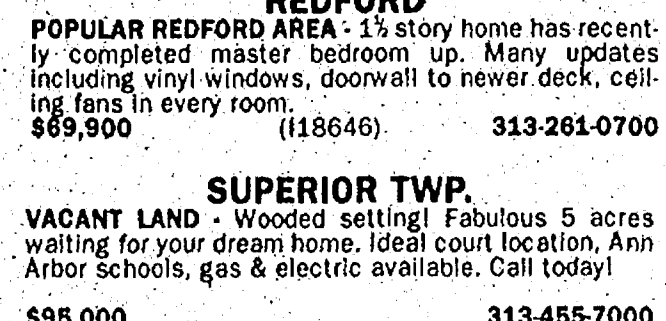 REDFORD
POPULAR REDFORD AREA - 1½ story home has recent-
ly completed master bedroom up. Many updates
including vinyl windows, doorwall to newer deck, ceil-
ing fans in every room.
$69,900 (I18646) 313-261-0700
SUPERIOR TWP.
VACANT LAND - Wooded setting! Fabulous 5 acres
waiting for your dream home. Ideal court location, Ann
Arbor schools, gas & electric available. Call today!
$95,000 313-455-7000